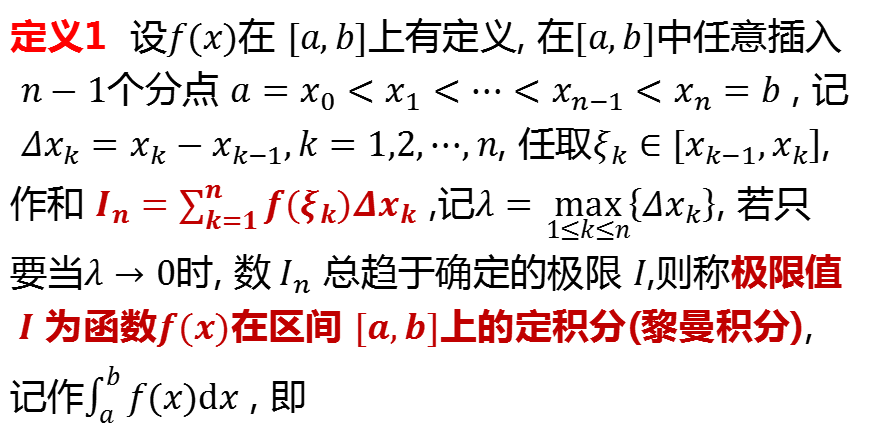 定义1 设f(x)在 [a, b]上有定义, 在[a, b]中任意插入
n − 1个分点 a = x₀ < x₁ < ⋯ < xₙ₋₁ < xₙ = b , 记
Δxₖ = xₖ − xₖ₋₁, k = 1,2, ⋯, n, 任取ξₖ ∈ [xₖ₋₁, xₖ],
作和 Iₙ = ∑ₖ₌₁ⁿ f(ξₖ)Δxₖ ,记λ = max{Δxₖ}, 若只
1≤k≤n
要当λ → 0时, 数 Iₙ 总趋于确定的极限 I,则称极限值
I 为函数f(x)在区间 [a, b]上的定积分(黎曼积分),
记作∫ₐᵇ f(x)dx , 即